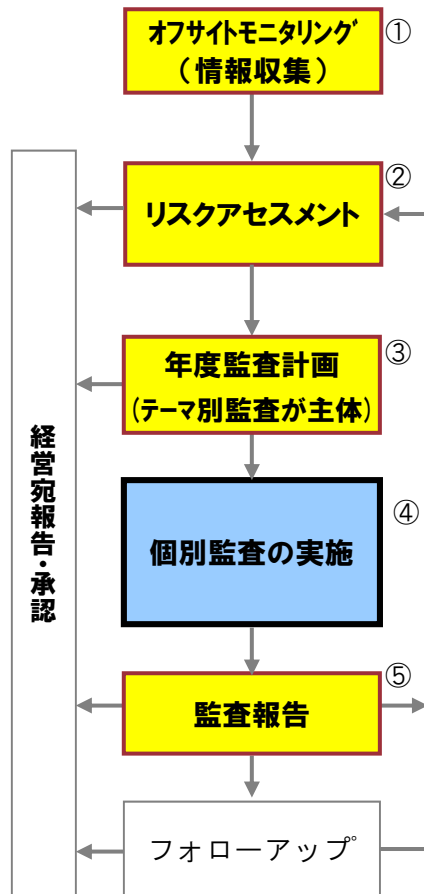 オフサイトモニタリング ①
（情報収集）
②
リスクアセスメント
③
年度監査計画
(テーマ別監査が主体)
経営宛報告・承認
④
個別監査の実施
⑤
監査報告
フォローアップ